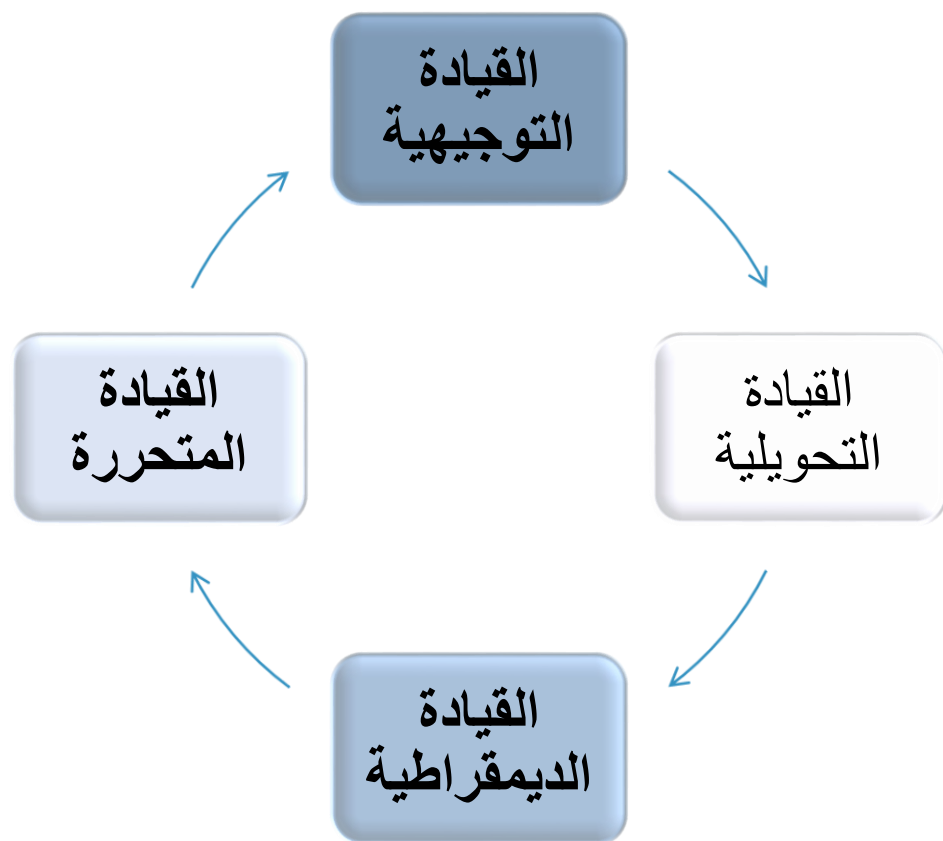 القيادة
التوجيهية
القيادة
التحويلية
القيادة
الديمقراطية
القيادة
المتحررة